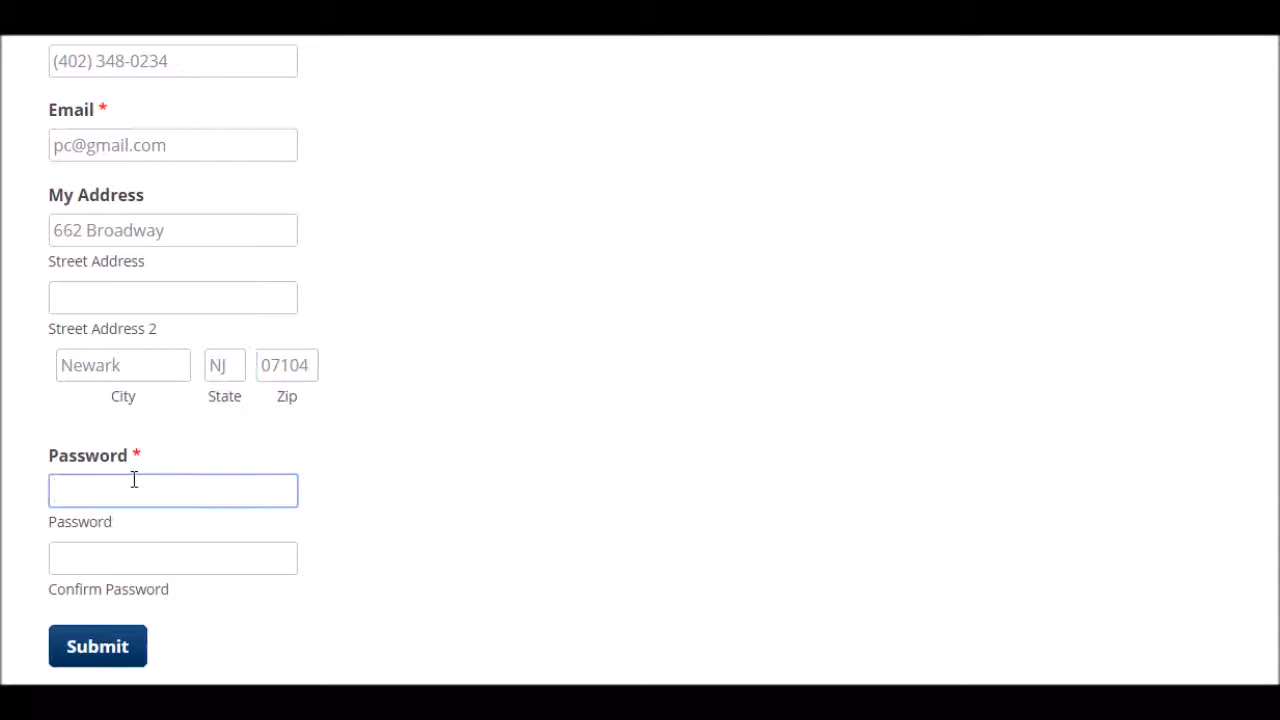 (402) 348-0234
Email *
pc@gmail.com
My Address
662 Broadway
Street Address
Street Address 2
Newark NJ 07104
City State Zip
Password *
Password
Confirm Password
Submit